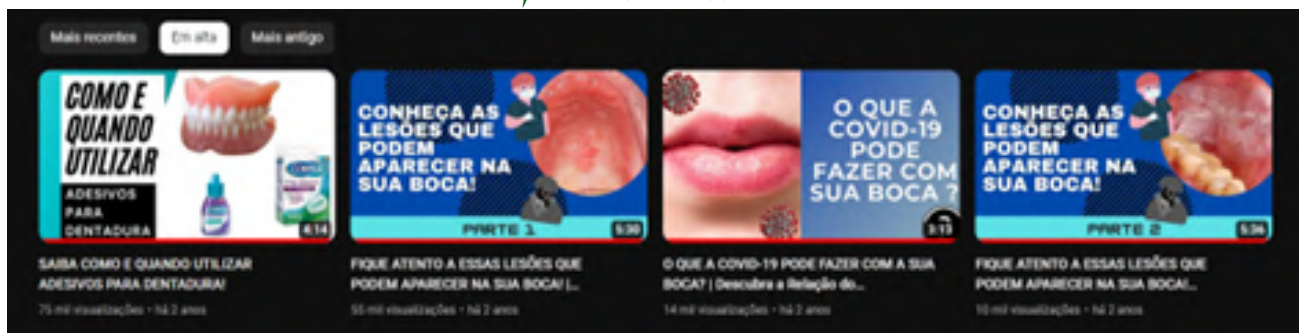 Mais recentes
Em alta
Mais antigo
COMO E
QUANDO
UTILIZAR
ADESIVOS
PARA
DENTADURA
4:14
CONHEÇA AS
LESÕES QUE
PODEM
APARECER NA
SUA BOCA!
PARTE 1
5:30
O QUE A
COVID-19
PODE
FAZER COM
SUA BOCA ?
3:13
CONHEÇA AS
LESÕES QUE
PODEM
APARECER NA
SUA BOCA!
PARTE 2
5:36
SAIBA COMO E QUANDO UTILIZAR
ADESIVOS PARA DENTADURA!
75 mil visualizações • há 2 anos
FIQUE ATENTO A ESSAS LESÕES QUE
PODEM APARECER NA SUA BOCA! |...
55 mil visualizações • há 2 anos
O QUE A COVID-19 PODE FAZER COM A SUA
BOCA? | Descubra a Relação do...
14 mil visualizações • há 2 anos
FIQUE ATENTO A ESSAS LESÕES QUE
PODEM APARECER NA SUA BOCA!...
10 mil visualizações • há 2 anos